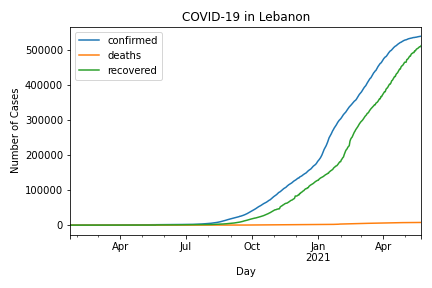 COVID-19 in Lebanon
confirmed
deaths
recovered
Number of Cases
500000
400000
300000
200000
100000
0
Apr
Jul
Oct
Jan
2021
Apr
Day